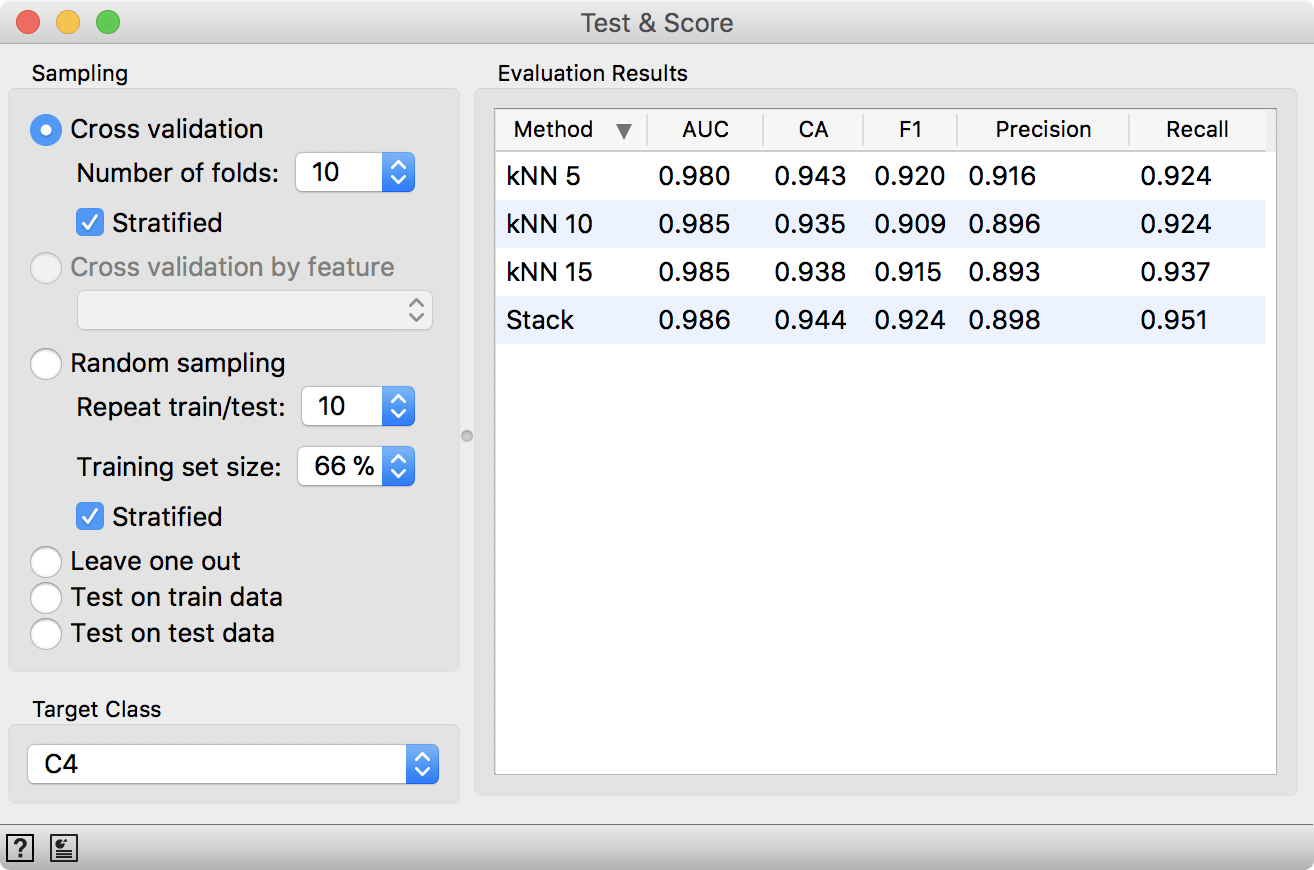 Test & Score
Sampling
Cross validation
Number of folds: 10
Stratified
Cross validation by feature
Random sampling
Repeat train/test: 10
Training set size: 66 %
Stratified
Leave one out
Test on train data
Test on test data
Target Class
C4
Evaluation Results
Method AUC CA F1 Precision Recall
kNN 5 0.980 0.943 0.920 0.916 0.924
kNN 10 0.985 0.935 0.909 0.896 0.924
kNN 15 0.985 0.938 0.915 0.893 0.937
Stack 0.986 0.944 0.924 0.898 0.951
?